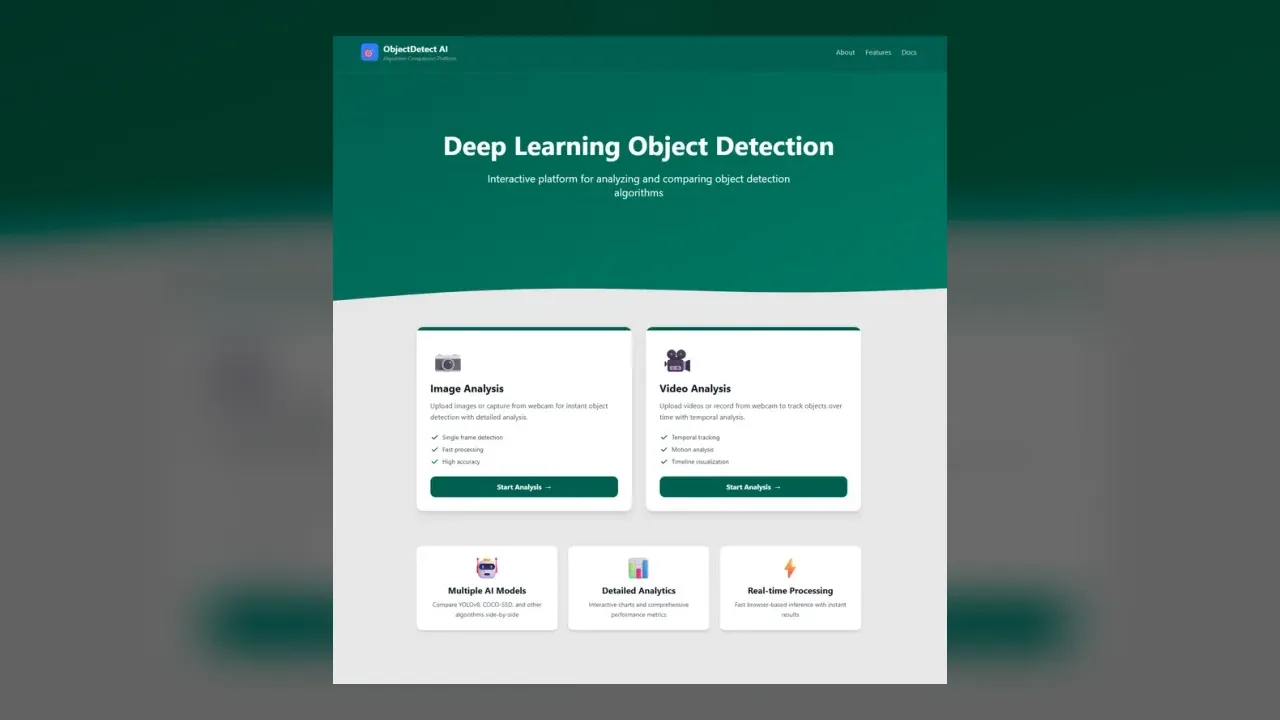 ObjectDetect AI
Algorithm Comparison Platform
About Features Docs
Deep Learning Object Detection
Interactive platform for analyzing and comparing object detection
algorithms
Image Analysis
Upload images or capture from webcam for instant object
detection with detailed analysis.
Single frame detection
Fast processing
High accuracy
Start Analysis →
Video Analysis
Upload videos or record from webcam to track objects over
time with temporal analysis.
Temporal tracking
Motion analysis
Timeline visualization
Start Analysis →
Multiple AI Models
Compare YOLOv8, COCO-SSD, and other
algorithms side-by-side
Detailed Analytics
Interactive charts and comprehensive
performance metrics
Real-time Processing
Fast browser-based inference with instant
results